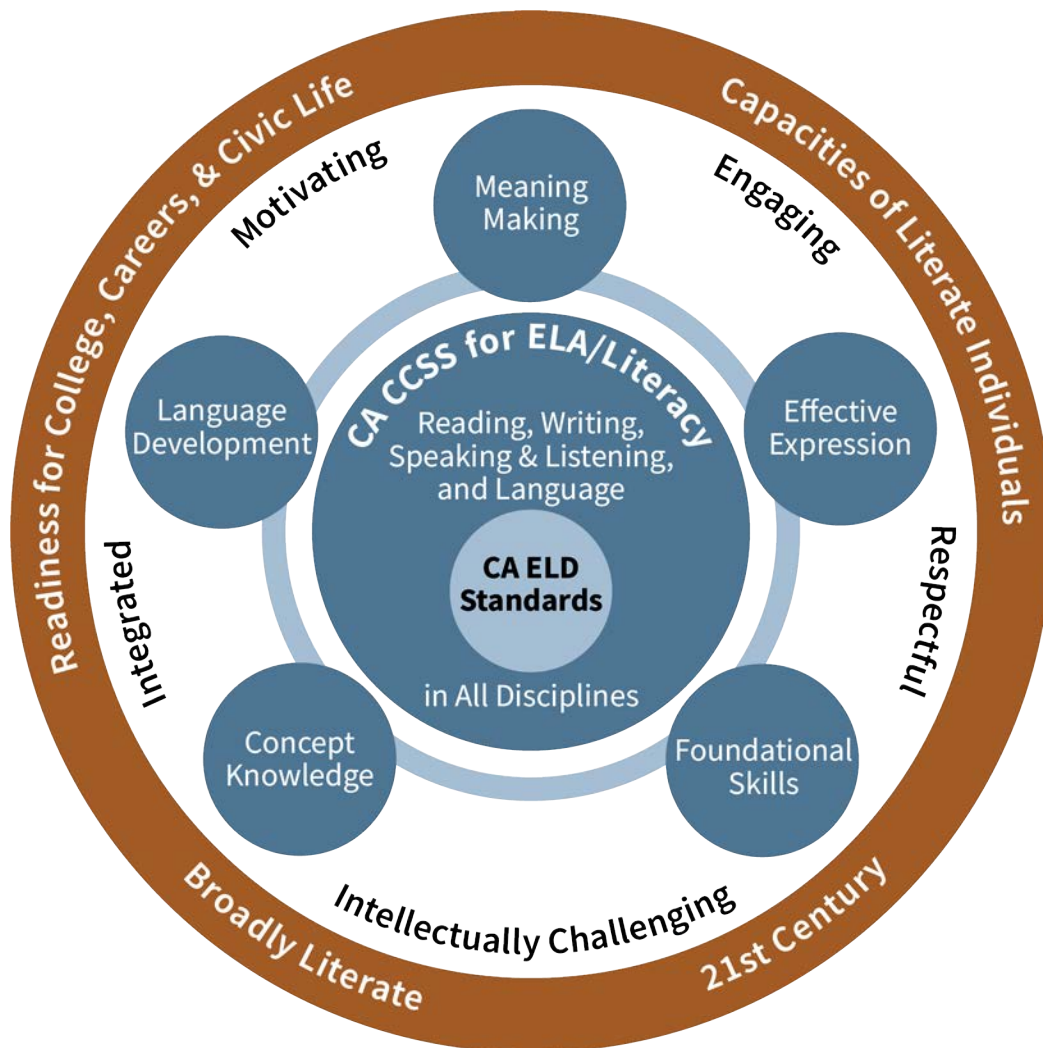 Readiness for College, Careers, & Civic Life
Capacities of Literate Individuals
Motivating
Engaging
Meaning
Making
Language
Development
Effective
Expression
CA CCSS for ELA/Literacy
Reading, Writing,
Speaking & Listening,
and Language
CA ELD
Standards
in All Disciplines
Integrated
Respectful
Concept
Knowledge
Foundational
Skills
Intellectually Challenging
Broadly Literate
21st Century